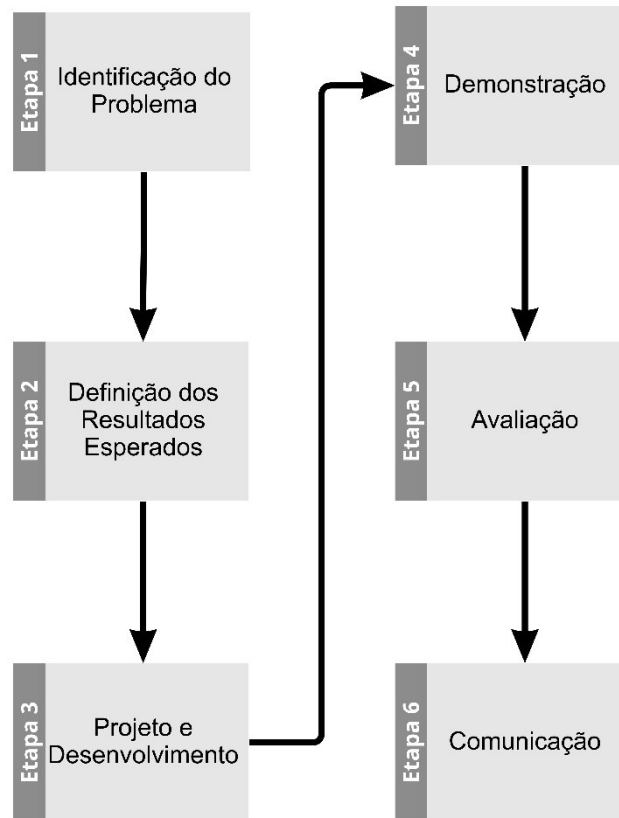 Etapa 1
Identificação do
Problema
Etapa 2
Definição dos
Resultados
Esperados
Etapa 3
Projeto e
Desenvolvimento
Etapa 4
Demonstração
Etapa 5
Avaliação
Etapa 6
Comunicação